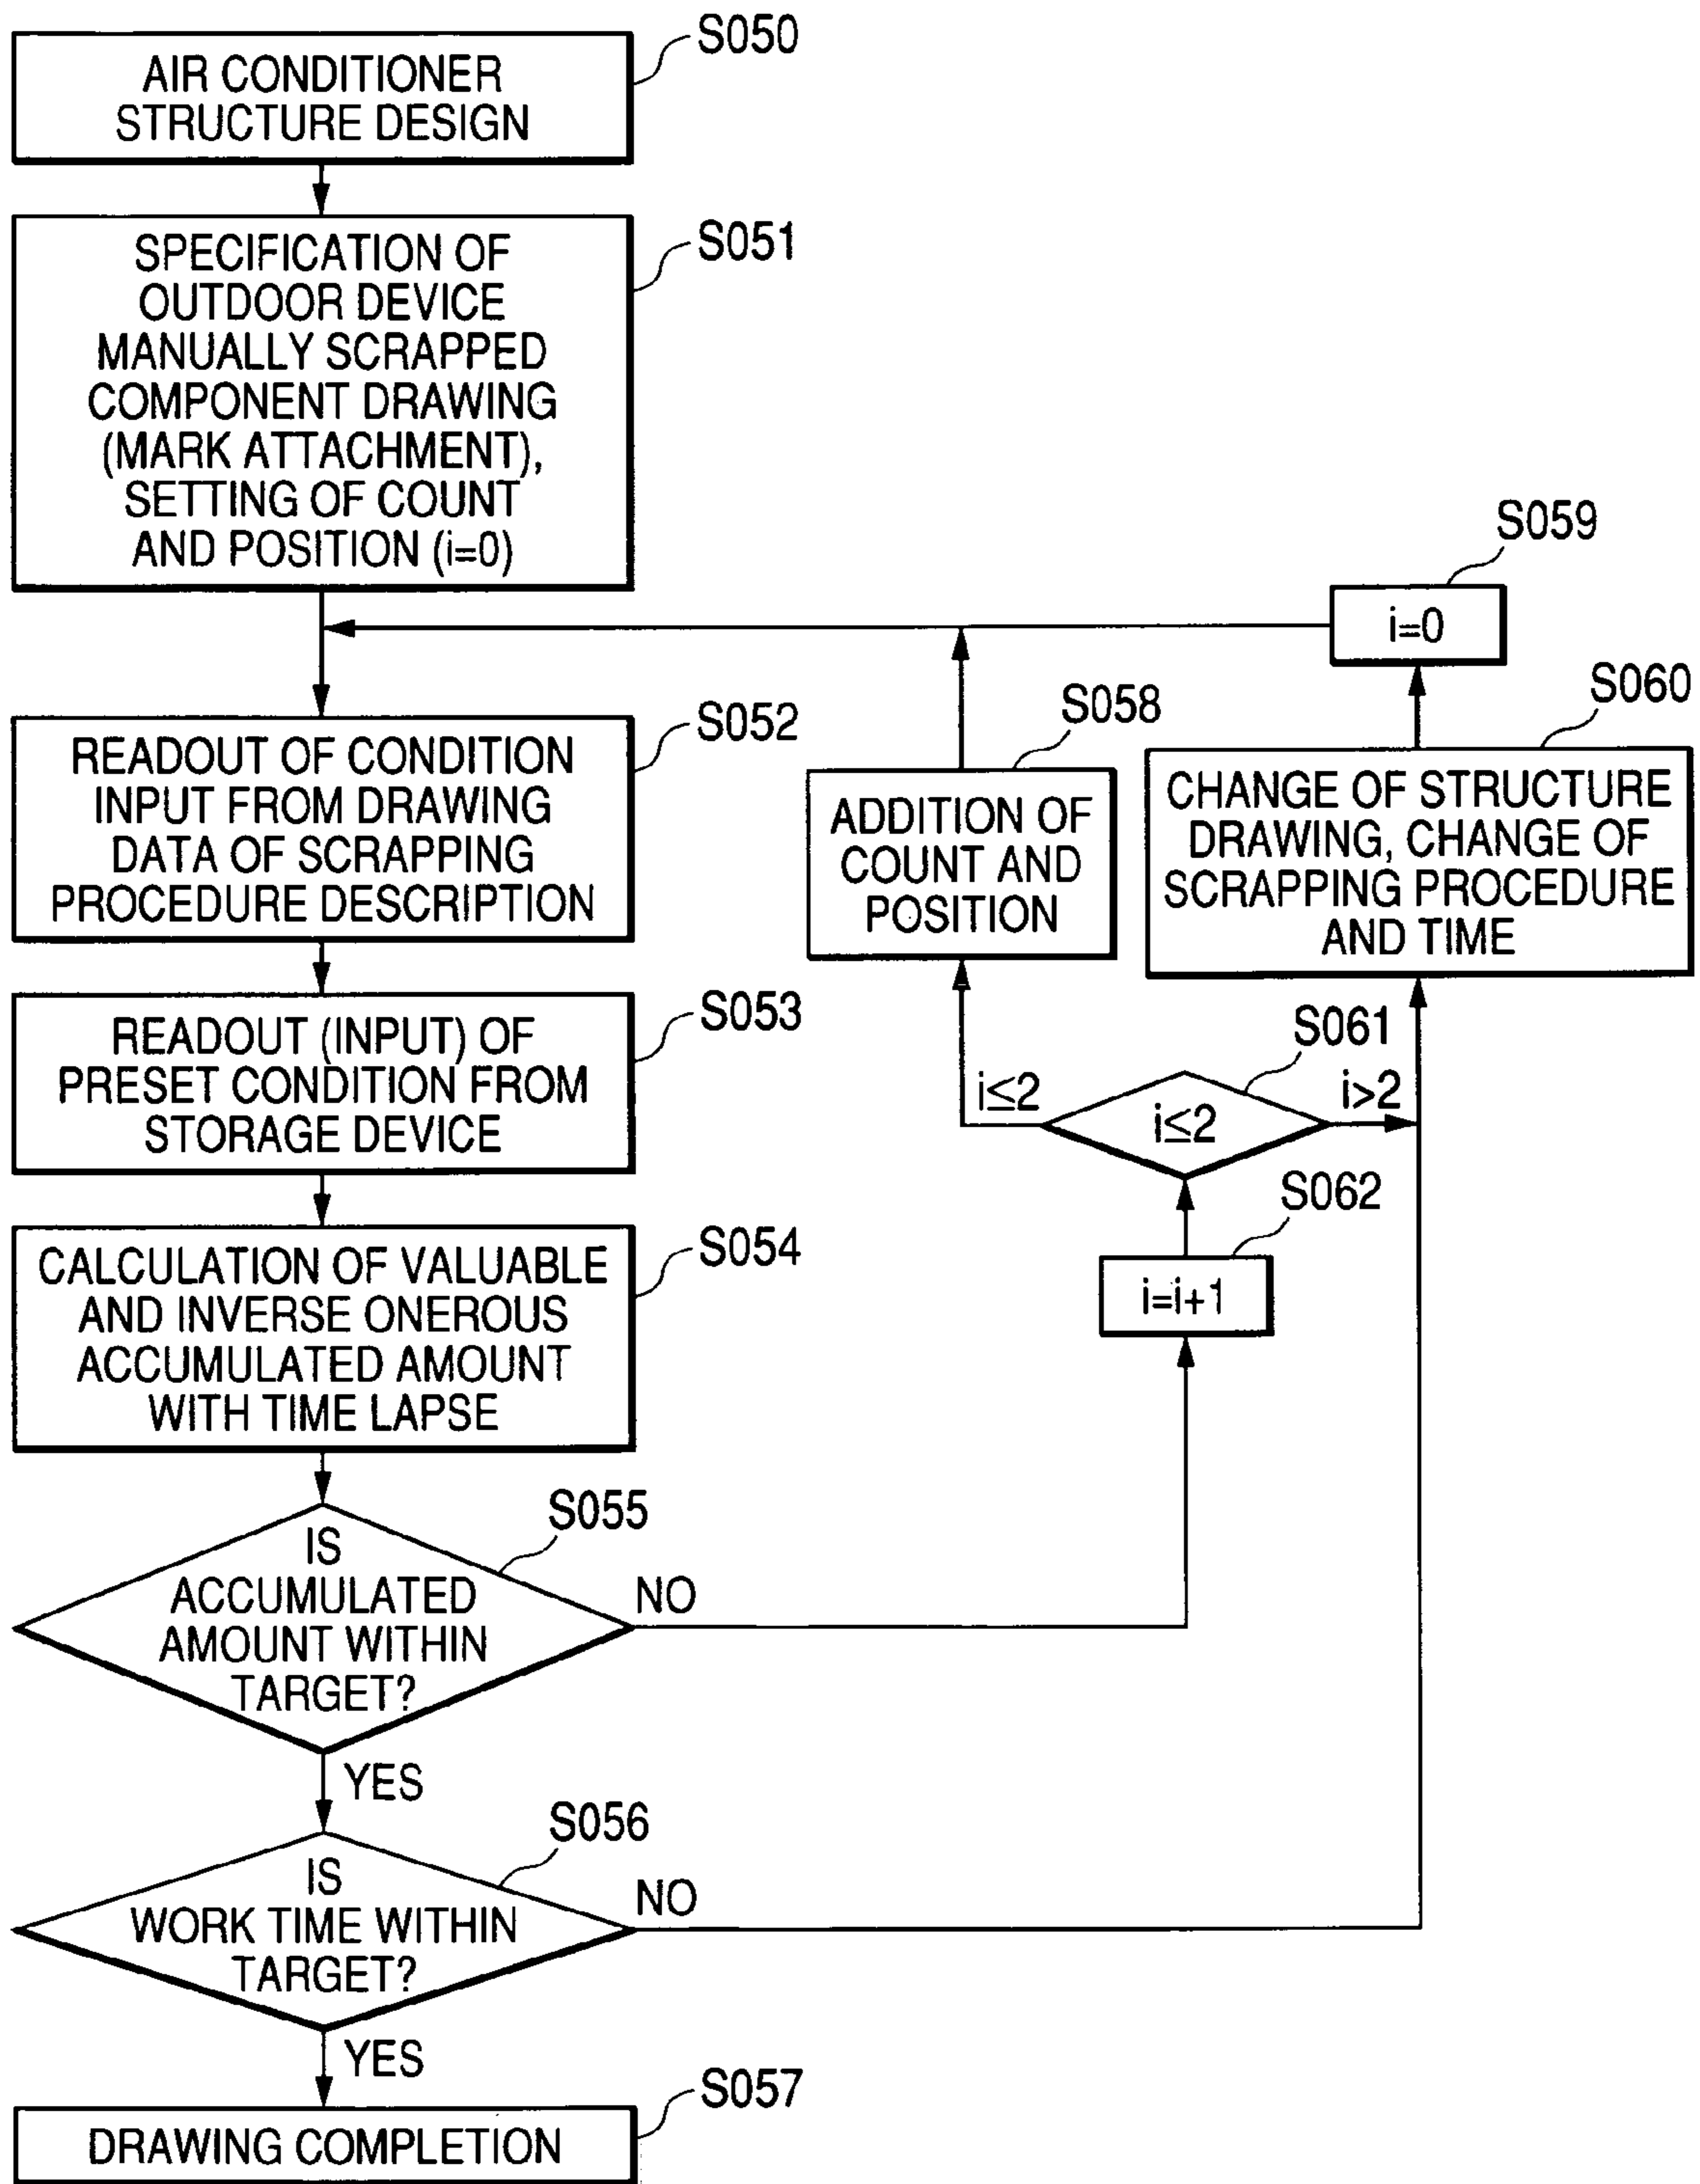 S050
AIR CONDITIONER
STRUCTURE DESIGN
S051
SPECIFICATION OF
OUTDOOR DEVICE
MANUALLY SCRAPPED
COMPONENT DRAWING
(MARK ATTACHMENT),
SETTING OF COUNT
AND POSITION (i=0)
S059
i=0
S052
READOUT OF CONDITION
INPUT FROM DRAWING
DATA OF SCRAPPING
PROCEDURE DESCRIPTION
S058
ADDITION OF
COUNT AND
POSITION
S060
CHANGE OF STRUCTURE
DRAWING, CHANGE OF
SCRAPPING PROCEDURE
AND TIME
S053
READOUT (INPUT) OF
PRESET CONDITION FROM
STORAGE DEVICE
S061
i≤2
i≤2
i>2
S062
i=i+1
S054
CALCULATION OF VALUABLE
AND INVERSE ONEROUS
ACCUMULATED AMOUNT
WITH TIME LAPSE
S055
IS
ACCUMULATED
AMOUNT WITHIN
TARGET?
NO
YES
S056
IS
WORK TIME WITHIN
TARGET?
NO
YES
S057
DRAWING COMPLETION